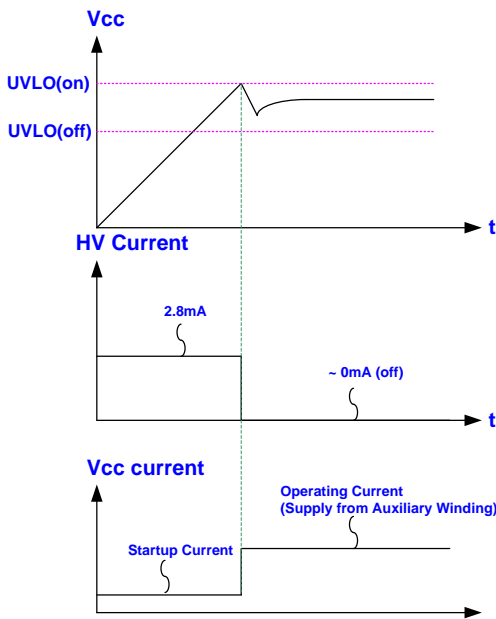 Vcc
UVLO(on)
UVLO(off)
t
HV Current
2.8mA
~ 0mA (off)
t
Vcc current
Operating Current
(Supply from Auxiliary Winding)
Startup Current